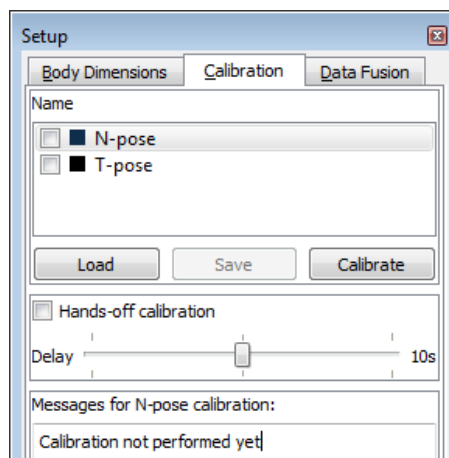 Setup
Body Dimensions Calibration Data Fusion
Name
N-pose
T-pose
Load Save Calibrate
Hands-off calibration
Delay 10s
Messages for N-pose calibration:
Calibration not performed yet